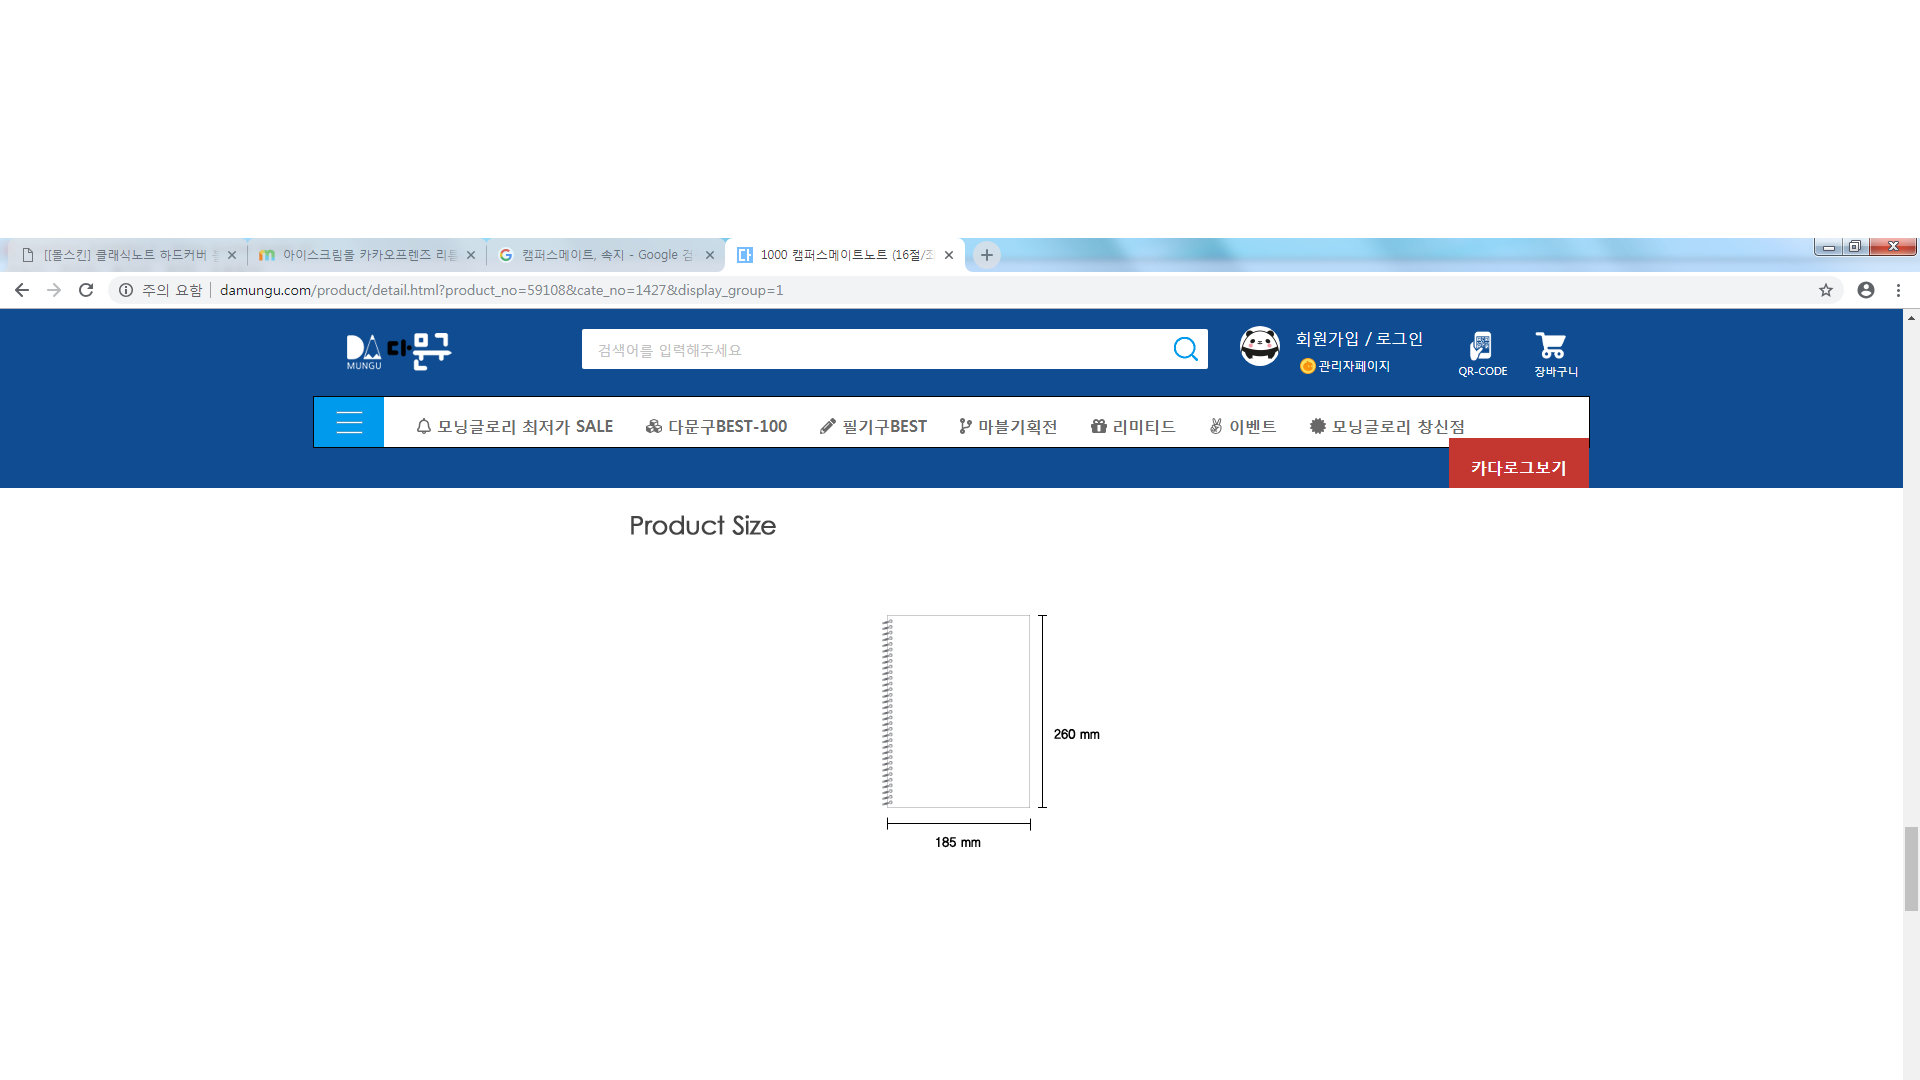 [[몰스킨] 클래식노트 하드커버
아이스크림몰 카카오프렌즈 리틀
캠퍼스메이트, 속지 - Google 검
1000 캠퍼스메이트노트 (16절/좌
주의 요함
damungu.com/product/detail.html?product_no=59108&cate_no=1427&display_group=1
DA MUNGU 다문구
검색어를 입력해주세요
회원가입 / 로그인
관리자페이지
QR-CODE
장바구니
모닝글로리 최저가 SALE
다문구BEST-100
필기구BEST
마블기획전
리미티드
이벤트
모닝글로리 창신점
카다로그보기
Product Size
260 mm
185 mm